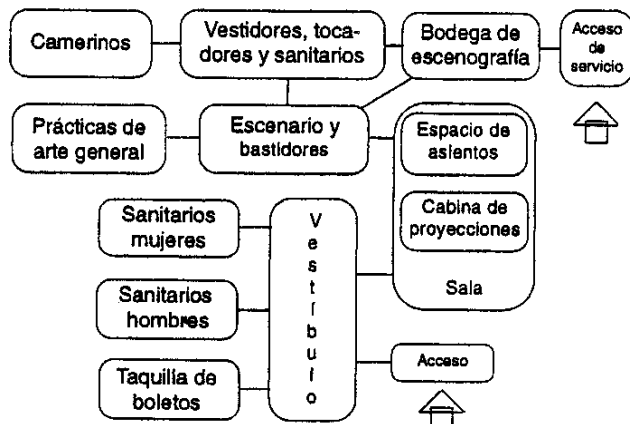 Camerinos
Vestidores, toca-
dores y sanitarios
Bodega de
escenografía
Acceso
de
servicio
Prácticas de
arte general
Escenario y
bastidores
Espacio de
asientos
Cabina de
proyecciones
Sala
Sanitarios
mujeres
Sanitarios
hombres
Taquilla de
boletos
Vestíbulo
Acceso